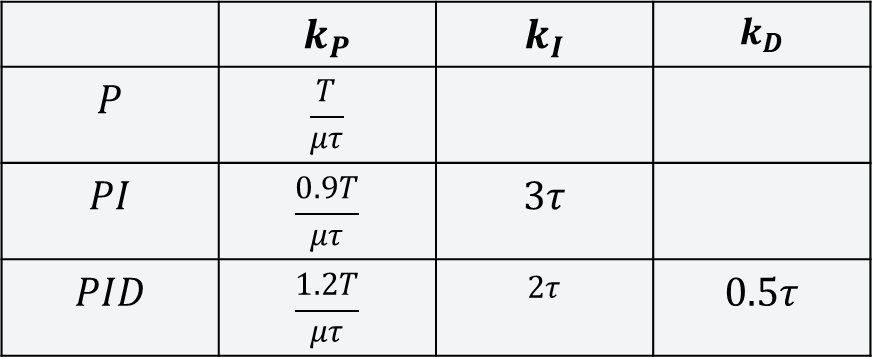 k_P k_I k_D
P T/μτ
PI 0.9T/μτ 3τ
PID 1.2T/μτ 2τ 0.5τ